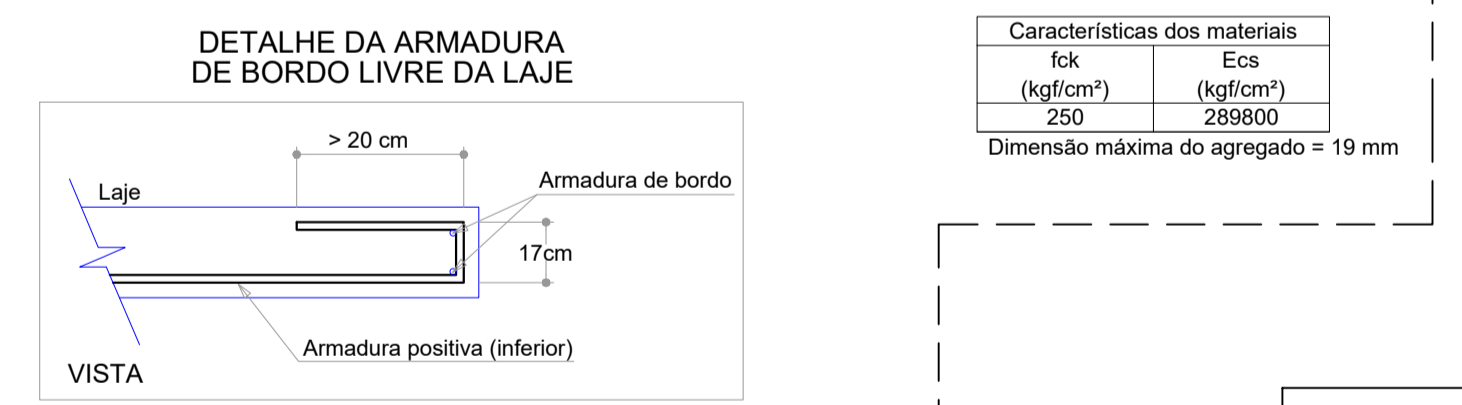 DETALHE DA ARMADURA
DE BORDO LIVRE DA LAJE
> 20 cm
Laje
Armadura de bordo
17cm
Armadura positiva (inferior)
VISTA
Características dos materiais
fck Ecs
(kgf/cm²) (kgf/cm²)
250 289800
Dimensão máxima do agregado = 19 mm